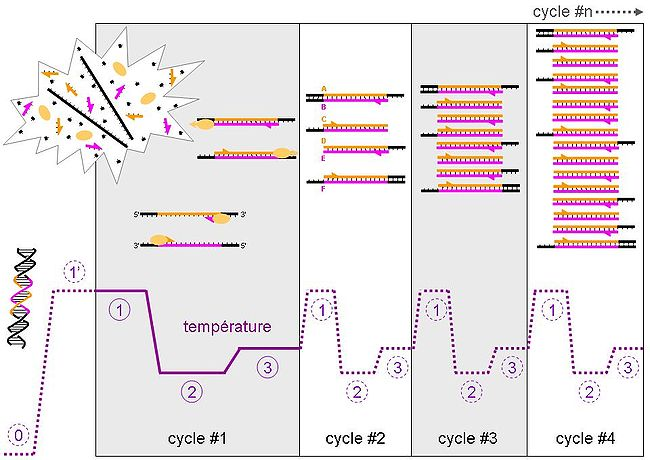 cycle #n
A
B
C
D
E
F
5' 3'
3' 5'
1'
1
température
3
2
0
1
2
3
1
2
3
1
2
3
cycle #1
cycle #2
cycle #3
cycle #4